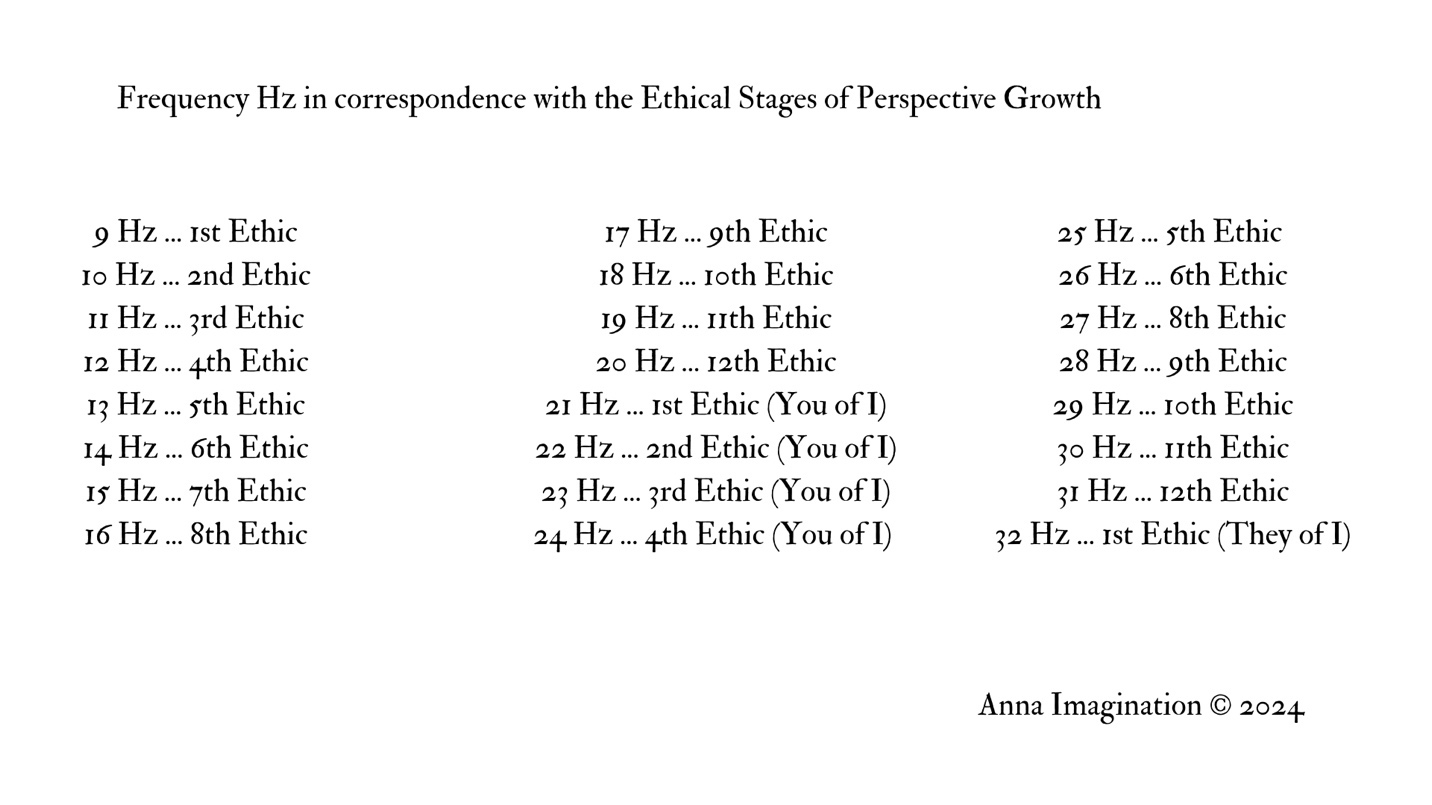 Frequency Hz in correspondence with the Ethical Stages of Perspective Growth
9 Hz ... 1st Ethic
10 Hz ... 2nd Ethic
11 Hz ... 3rd Ethic
12 Hz ... 4th Ethic
13 Hz ... 5th Ethic
14 Hz ... 6th Ethic
15 Hz ... 7th Ethic
16 Hz ... 8th Ethic
17 Hz ... 9th Ethic
18 Hz ... 10th Ethic
19 Hz ... 11th Ethic
20 Hz ... 12th Ethic
21 Hz ... 1st Ethic (You of I)
22 Hz ... 2nd Ethic (You of I)
23 Hz ... 3rd Ethic (You of I)
24 Hz ... 4th Ethic (You of I)
25 Hz ... 5th Ethic
26 Hz ... 6th Ethic
27 Hz ... 8th Ethic
28 Hz ... 9th Ethic
29 Hz ... 10th Ethic
30 Hz ... 11th Ethic
31 Hz ... 12th Ethic
32 Hz ... 1st Ethic (They of I)
Anna Imagination © 2024